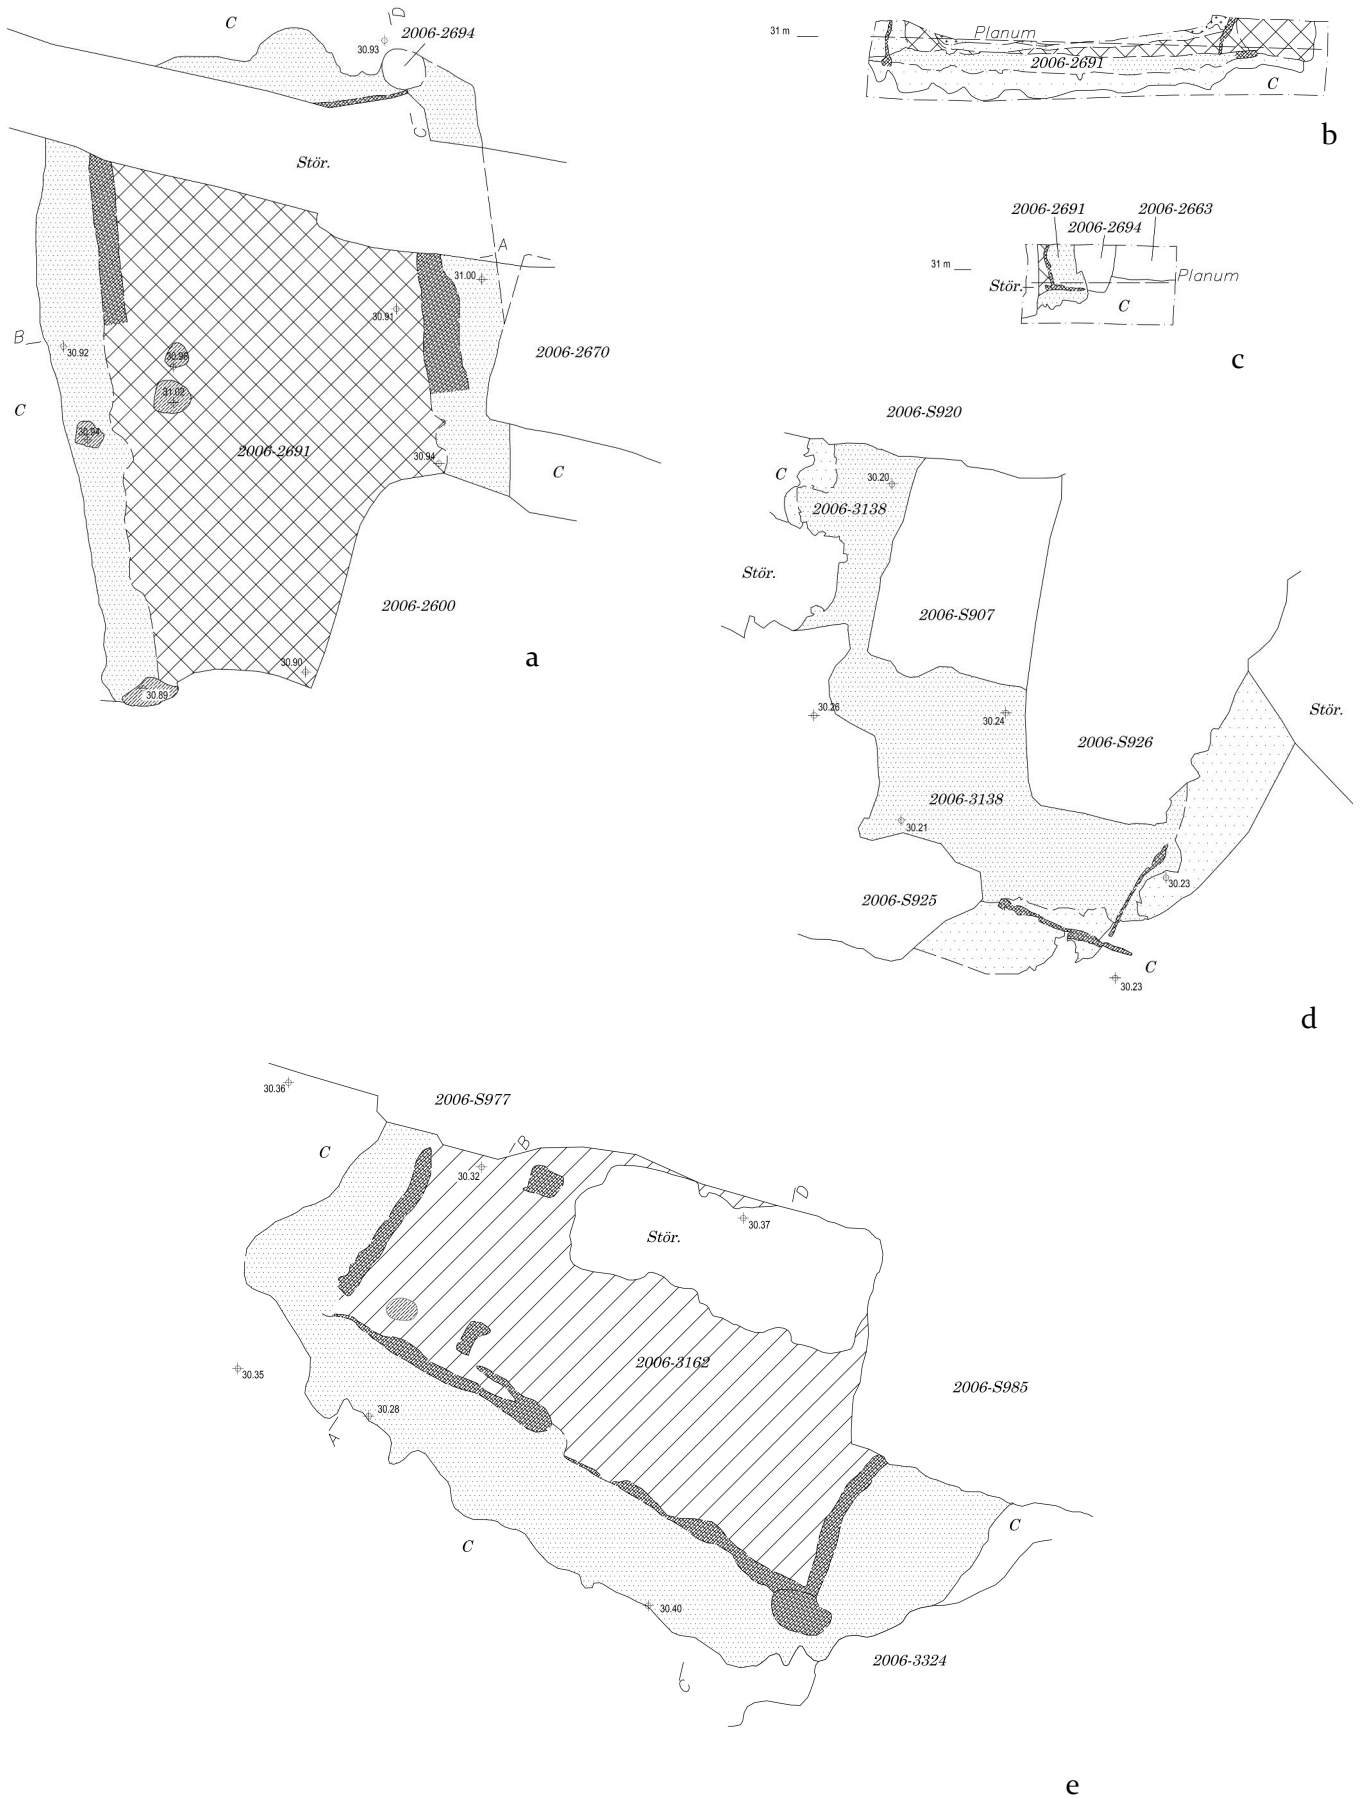 C
D
2006-2694
30.93
C
Stör.
A
31.00
30.91
B
30.92
30.98
31.02
C
30.94
2006-2691
30.94
2006-2670
C
2006-2600
30.90
30.89
a
31 m
Planum
2006-2691
C
b
2006-2691
2006-2663
2006-2694
31 m
Planum
Stör.
C
c
2006-S920
C
30.20
2006-3138
Stör.
2006-S907
30.26
30.24
Stör.
2006-S926
2006-3138
30.21
30.23
2006-S925
C
30.23
d
30.36
2006-S977
C
B
30.32
D
30.37
Stör.
30.35
2006-3162
2006-S985
30.28
A
C
C
30.40
2006-3324
C
e